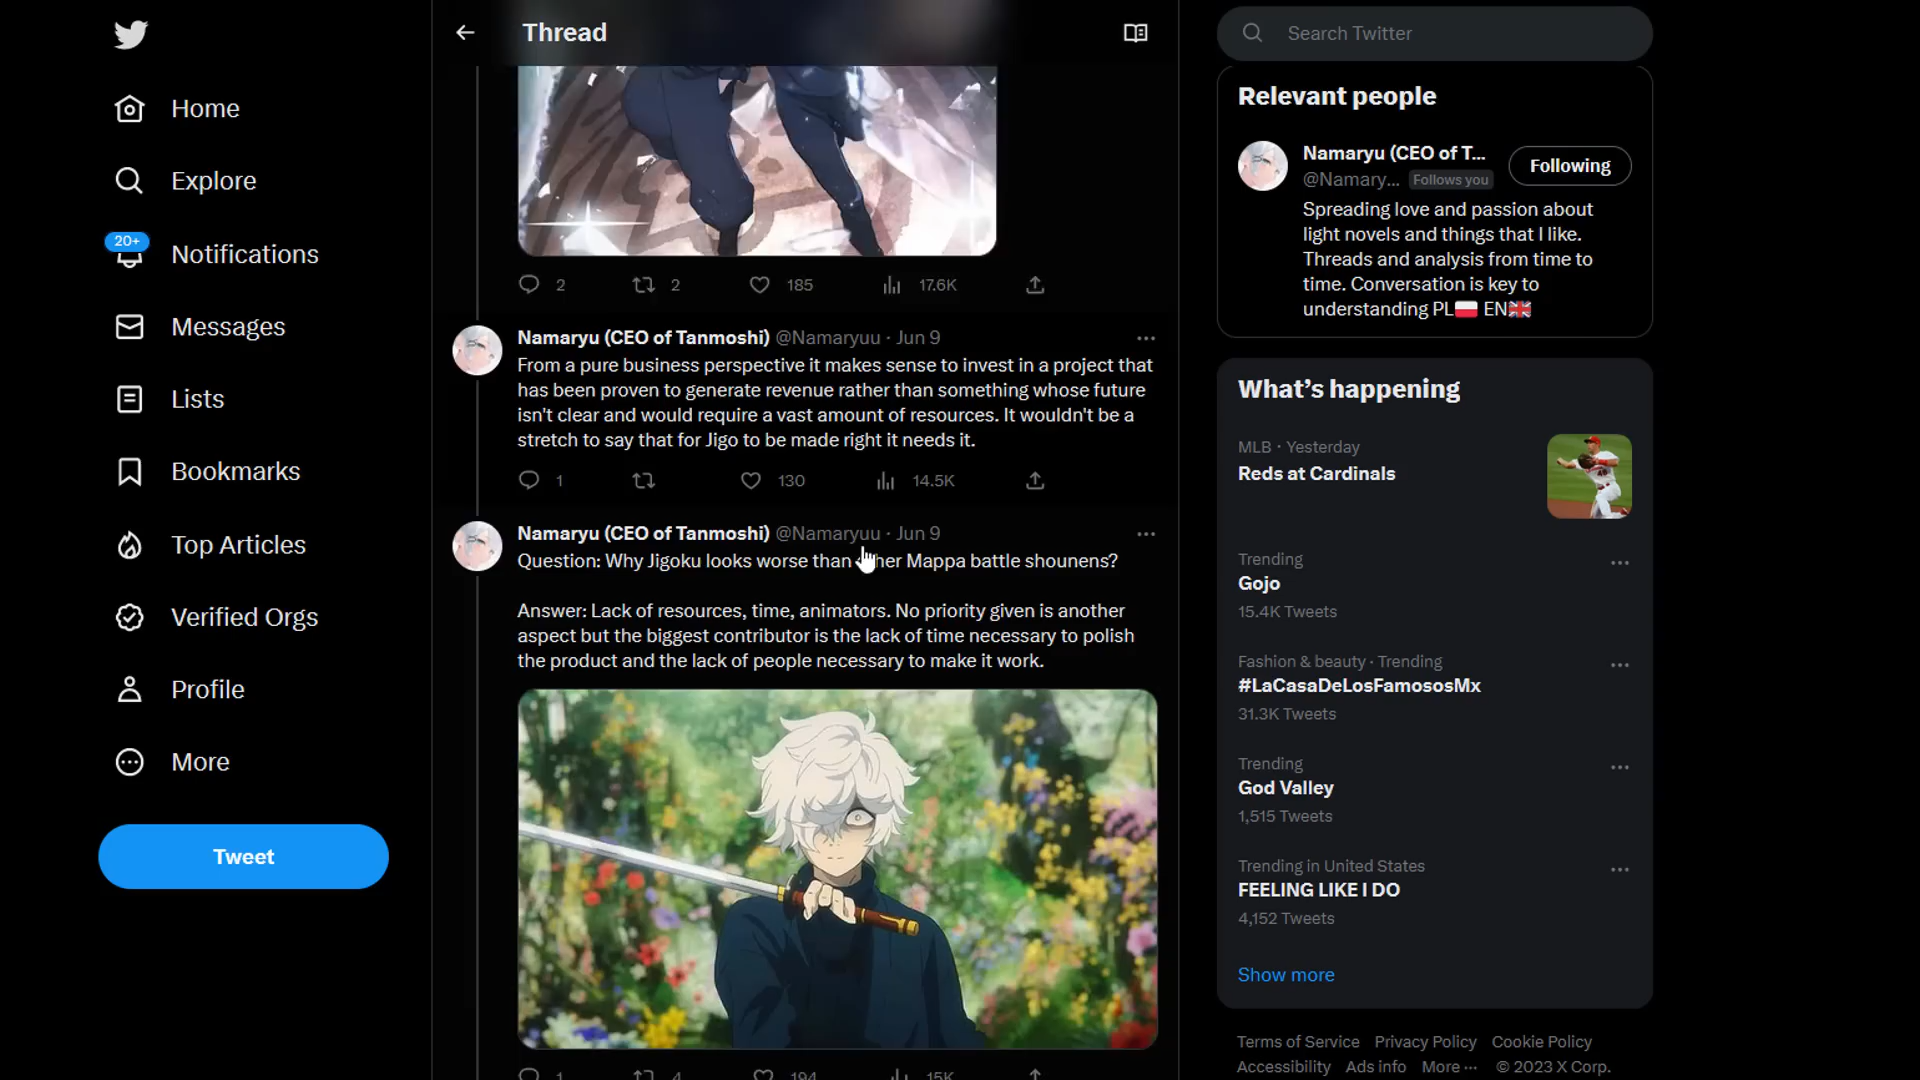 Thread
Search Twitter
Home
Explore
20+
Notifications
Messages
Lists
Bookmarks
Top Articles
Verified Orgs
Profile
More
Tweet
2
2
185
17.6K
Namaryu (CEO of Tanmoshi) @Namaryuu · Jun 9
From a pure business perspective it makes sense to invest in a project that
has been proven to generate revenue rather than something whose future
isn't clear and would require a vast amount of resources. It wouldn't be a
stretch to say that for Jigo to be made right it needs it.
1
130
14.5K
Namaryu (CEO of Tanmoshi) @Namaryuu · Jun 9
Question: Why Jigoku looks worse than her Mappa battle shounens?
Answer: Lack of resources, time, animators. No priority given is another
aspect but the biggest contributor is the lack of time necessary to polish
the product and the lack of people necessary to make it work.
1
4
194
15K
Relevant people
Namaryu (CEO of T...
Following
@Namary... Follows you
Spreading love and passion about
light novels and things that I like.
Threads and analysis from time to
time. Conversation is key to
understanding PL🇵🇱 EN🇬🇧
What's happening
MLB · Yesterday
Reds at Cardinals
Trending
Gojo
15.4K Tweets
Fashion & beauty · Trending
#LaCasaDeLosFamososMx
31.3K Tweets
Trending
God Valley
1,515 Tweets
Trending in United States
FEELING LIKE I DO
4,152 Tweets
Show more
Terms of Service Privacy Policy Cookie Policy
Accessibility Ads info More ··· © 2023 X Corp.